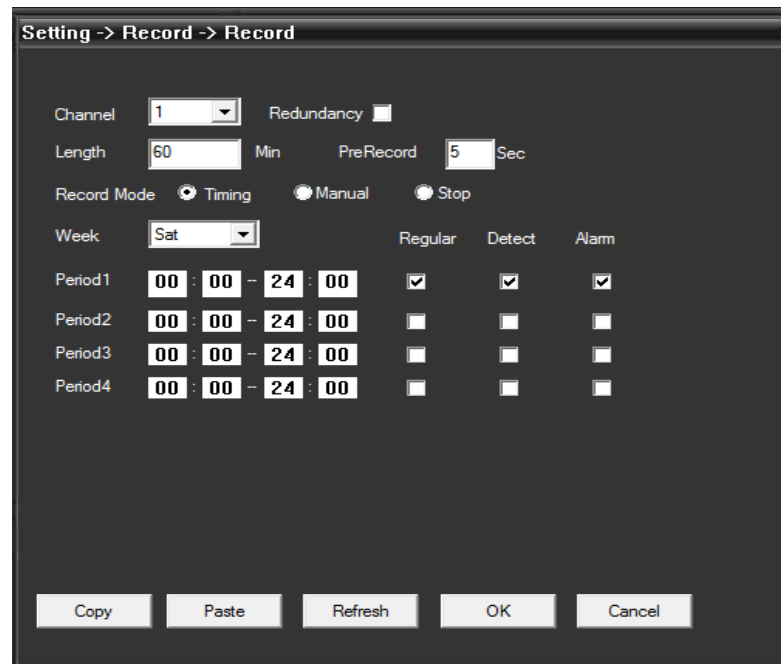 Setting -> Record -> Record
Channel 1 Redundancy
Length 60 Min PreRecord 5 Sec
Record Mode Timing Manual Stop
Week Sat Regular Detect Alarm
Period1 00 : 00 - 24 : 00
Period2 00 : 00 - 24 : 00
Period3 00 : 00 - 24 : 00
Period4 00 : 00 - 24 : 00
Copy Paste Refresh OK Cancel